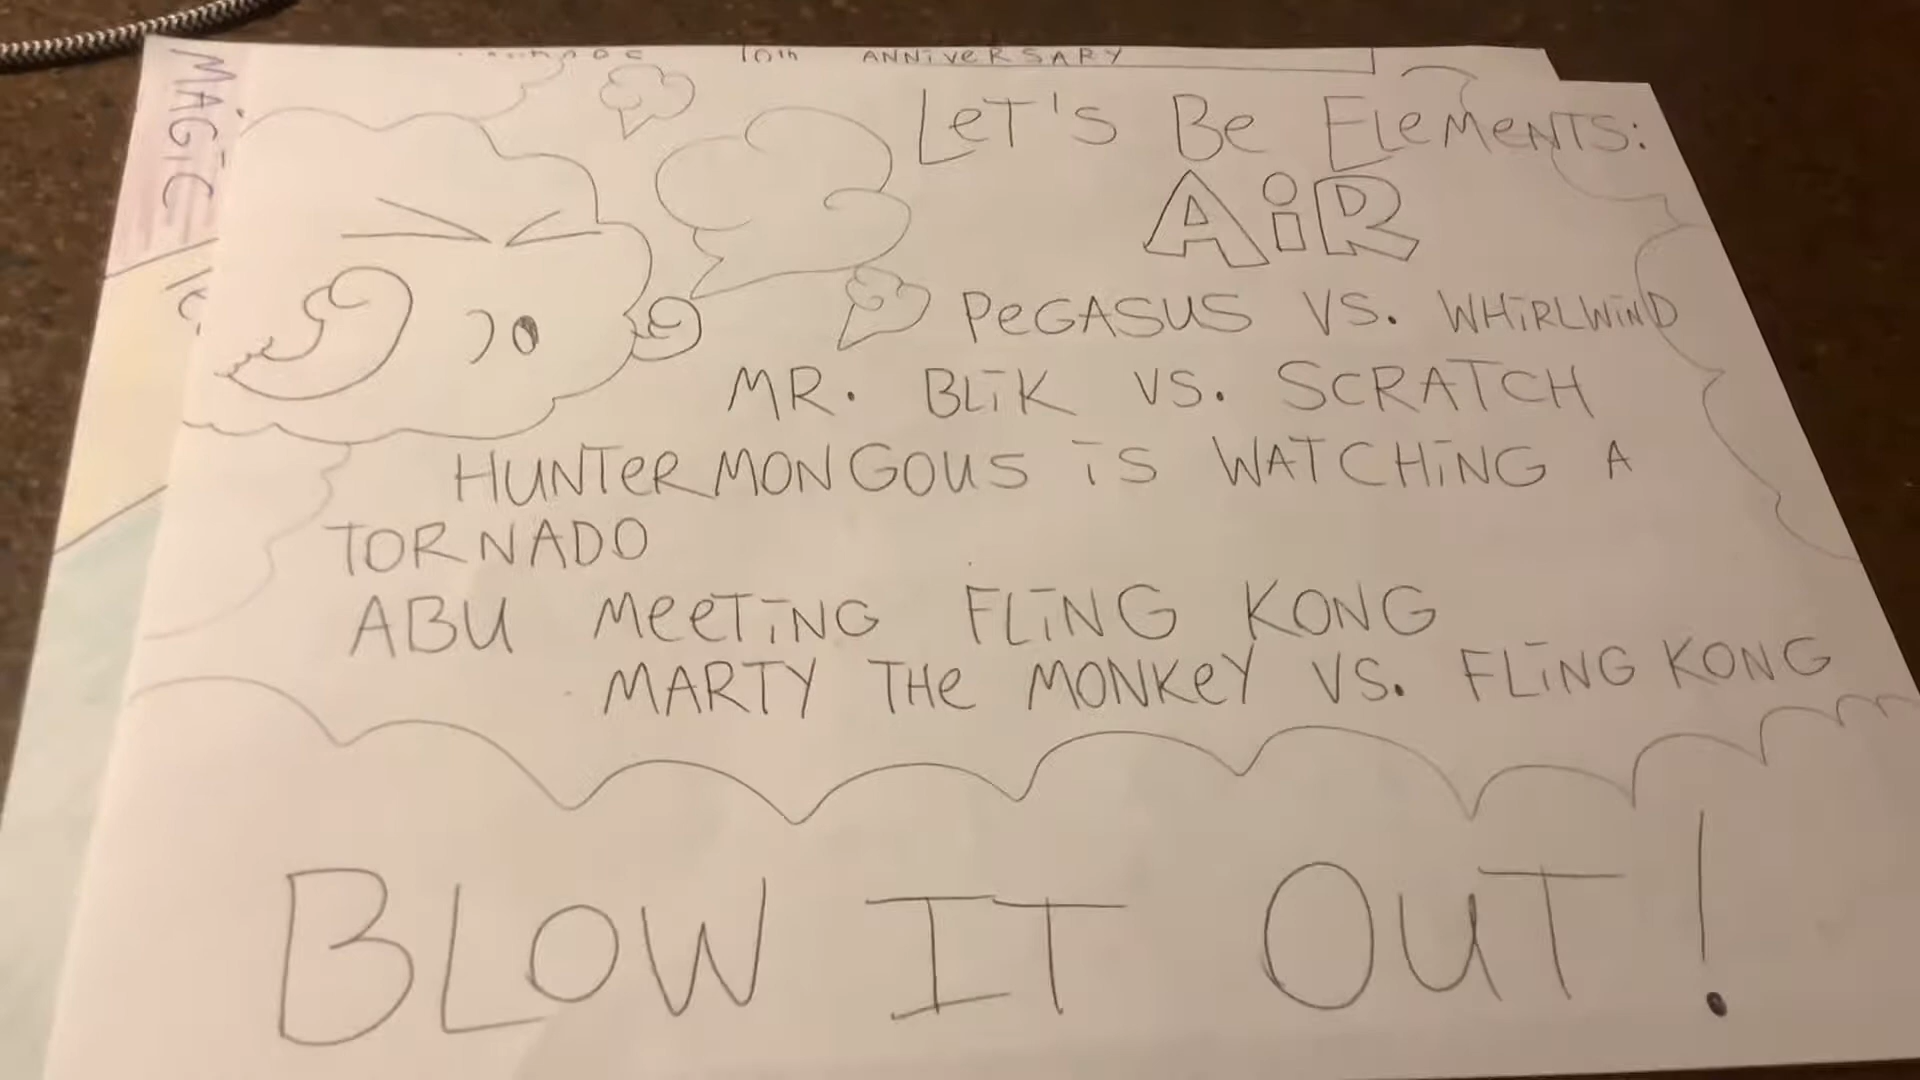 10th ANNiVeRSARY
MAGiC
LeT'S Be ELeMeNTS:
AiR
PeGASUS VS. WHiRLWiND
MR. BLiK VS. SCRATCH
HUNTeRMONGOUS iS WATCHiNG A
TORNADO
ABU MeeTiNG FLiNG KONG
MARTY THe MONKeY VS. FLiNG KONG
BLOW IT OUT!